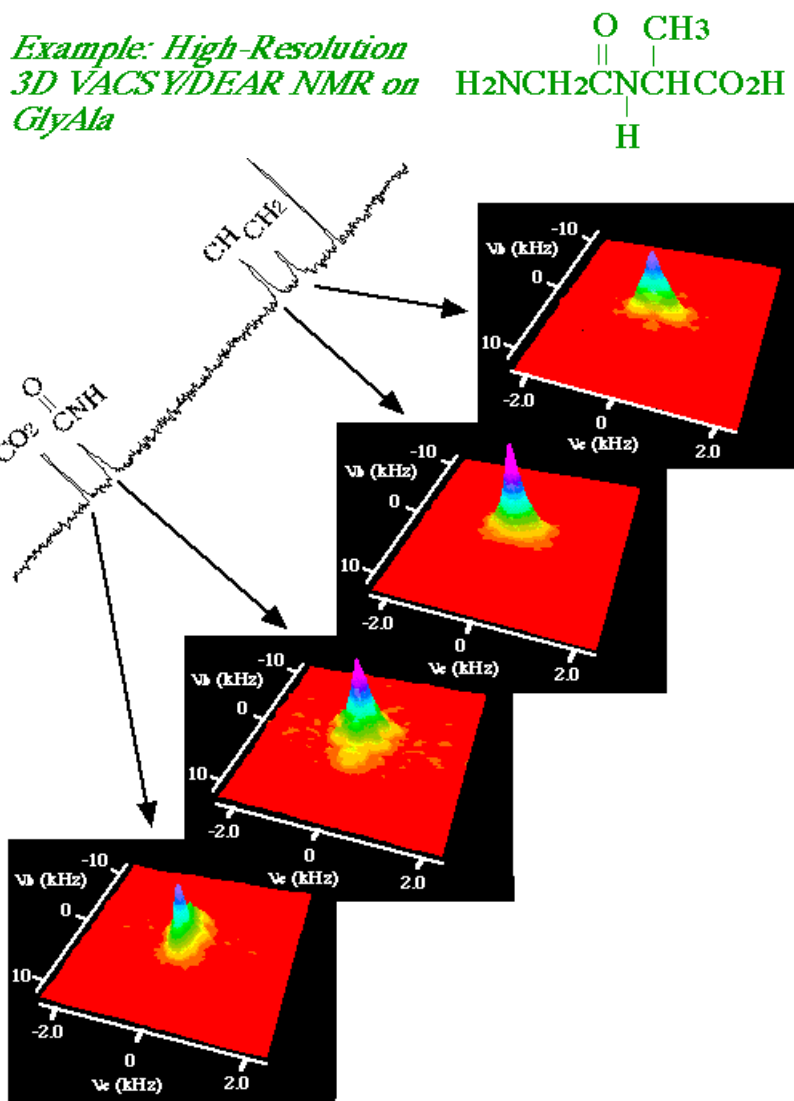 Example: High-Resolution
3D VACSY/DEAR NMR on
GlyAla
O CH3
H2NCH2CNCHCO2H
H
CH CH2
O
CNH
CO2
-10
νb (kHz)
0
10
-2.0
0
νc (kHz)
2.0
-10
νb (kHz)
0
10
-2.0
0
νc (kHz)
2.0
-10
νb (kHz)
0
10
-2.0
0
νc (kHz)
2.0
-10
νb (kHz)
0
10
-2.0
0
νc (kHz)
2.0